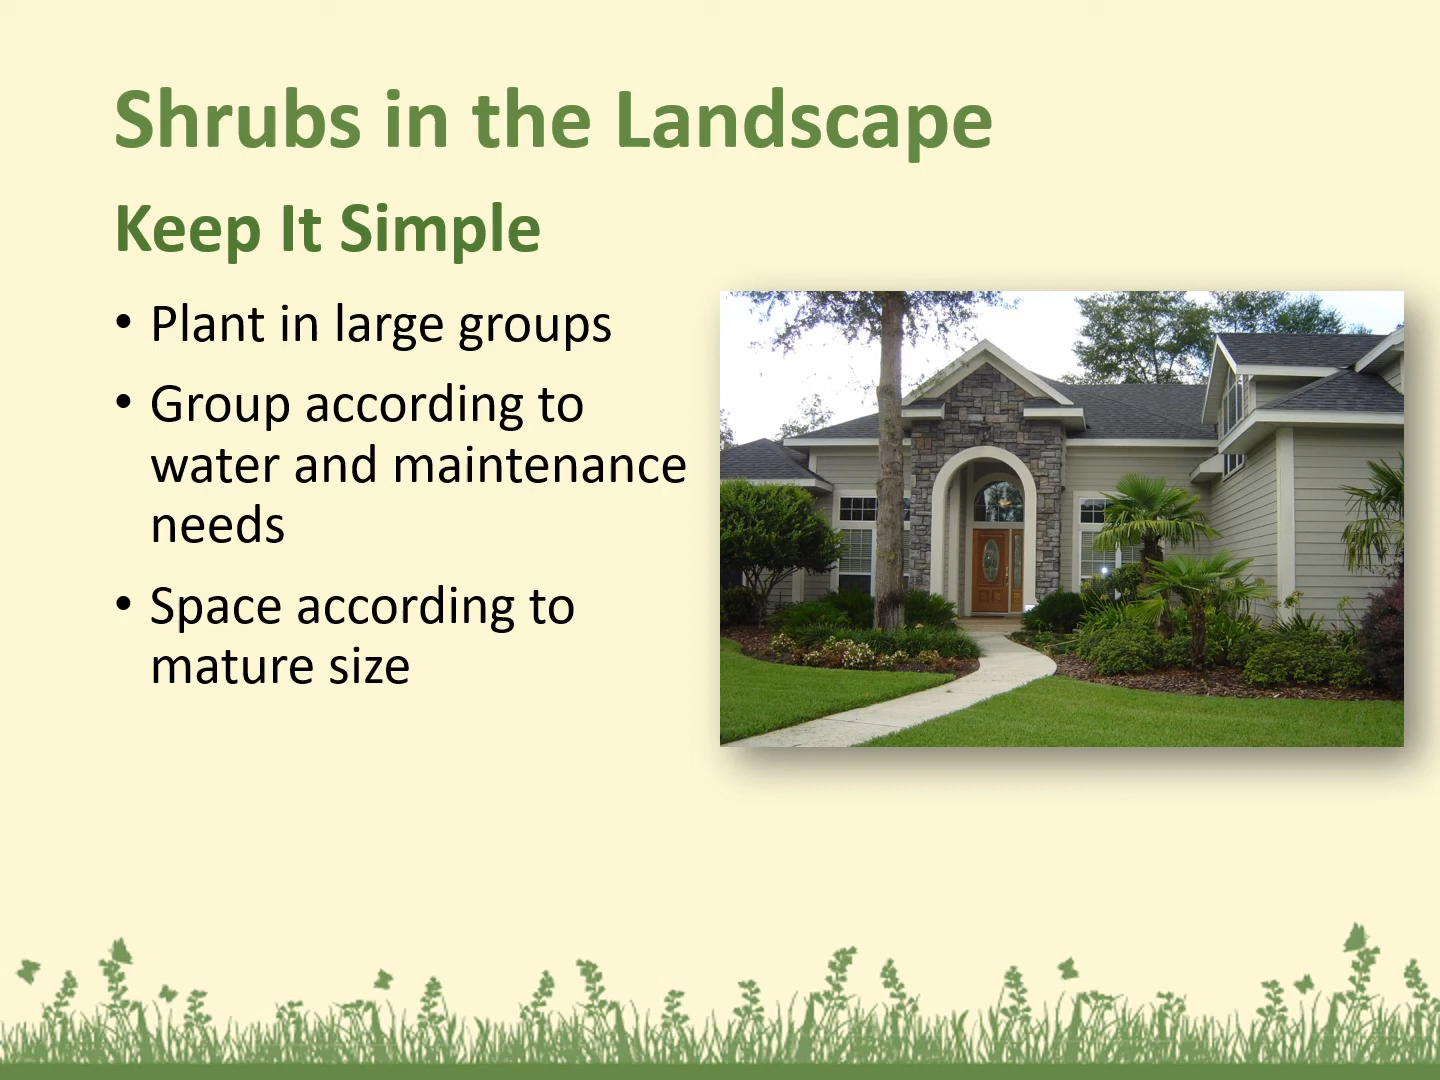 Shrubs in the Landscape
Keep It Simple
• Plant in large groups
• Group according to
water and maintenance
needs
• Space according to
mature size